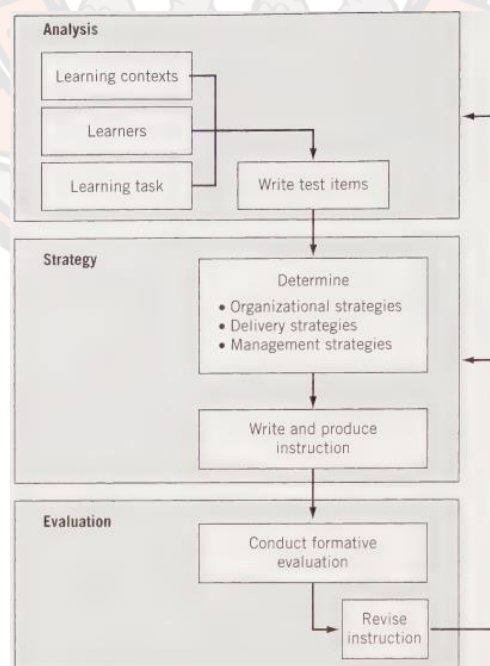 Analysis
Learning contexts
Learners
Learning task
Write test items
Strategy
Determine
• Organizational strategies
• Delivery strategies
• Management strategies
Write and produce
instruction
Evaluation
Conduct formative
evaluation
Revise
instruction